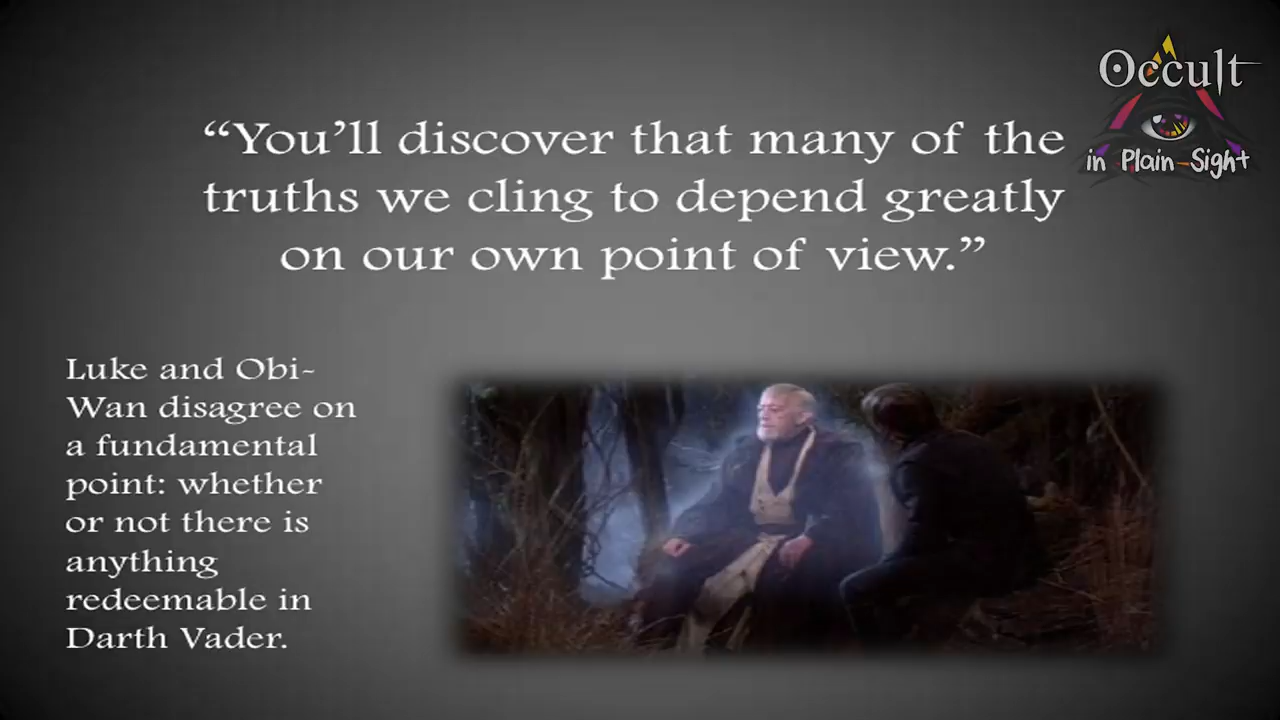 Occult
in Plain Sight
“You’ll discover that many of the
truths we cling to depend greatly
on our own point of view.”
Luke and Obi-
Wan disagree on
a fundamental
point: whether
or not there is
anything
redeemable in
Darth Vader.